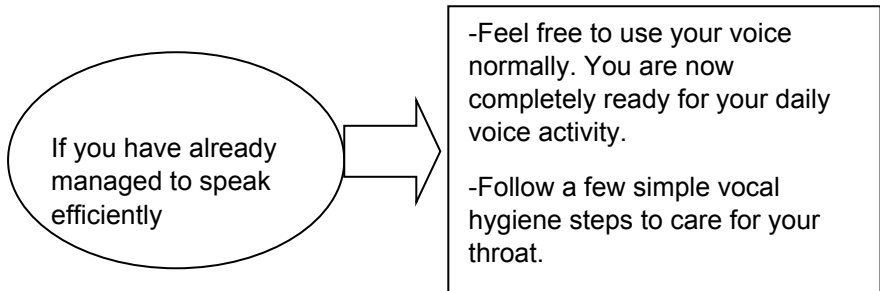 If you have already
managed to speak
efficiently
-Feel free to use your voice
normally. You are now
completely ready for your daily
voice activity.
-Follow a few simple vocal
hygiene steps to care for your
throat.